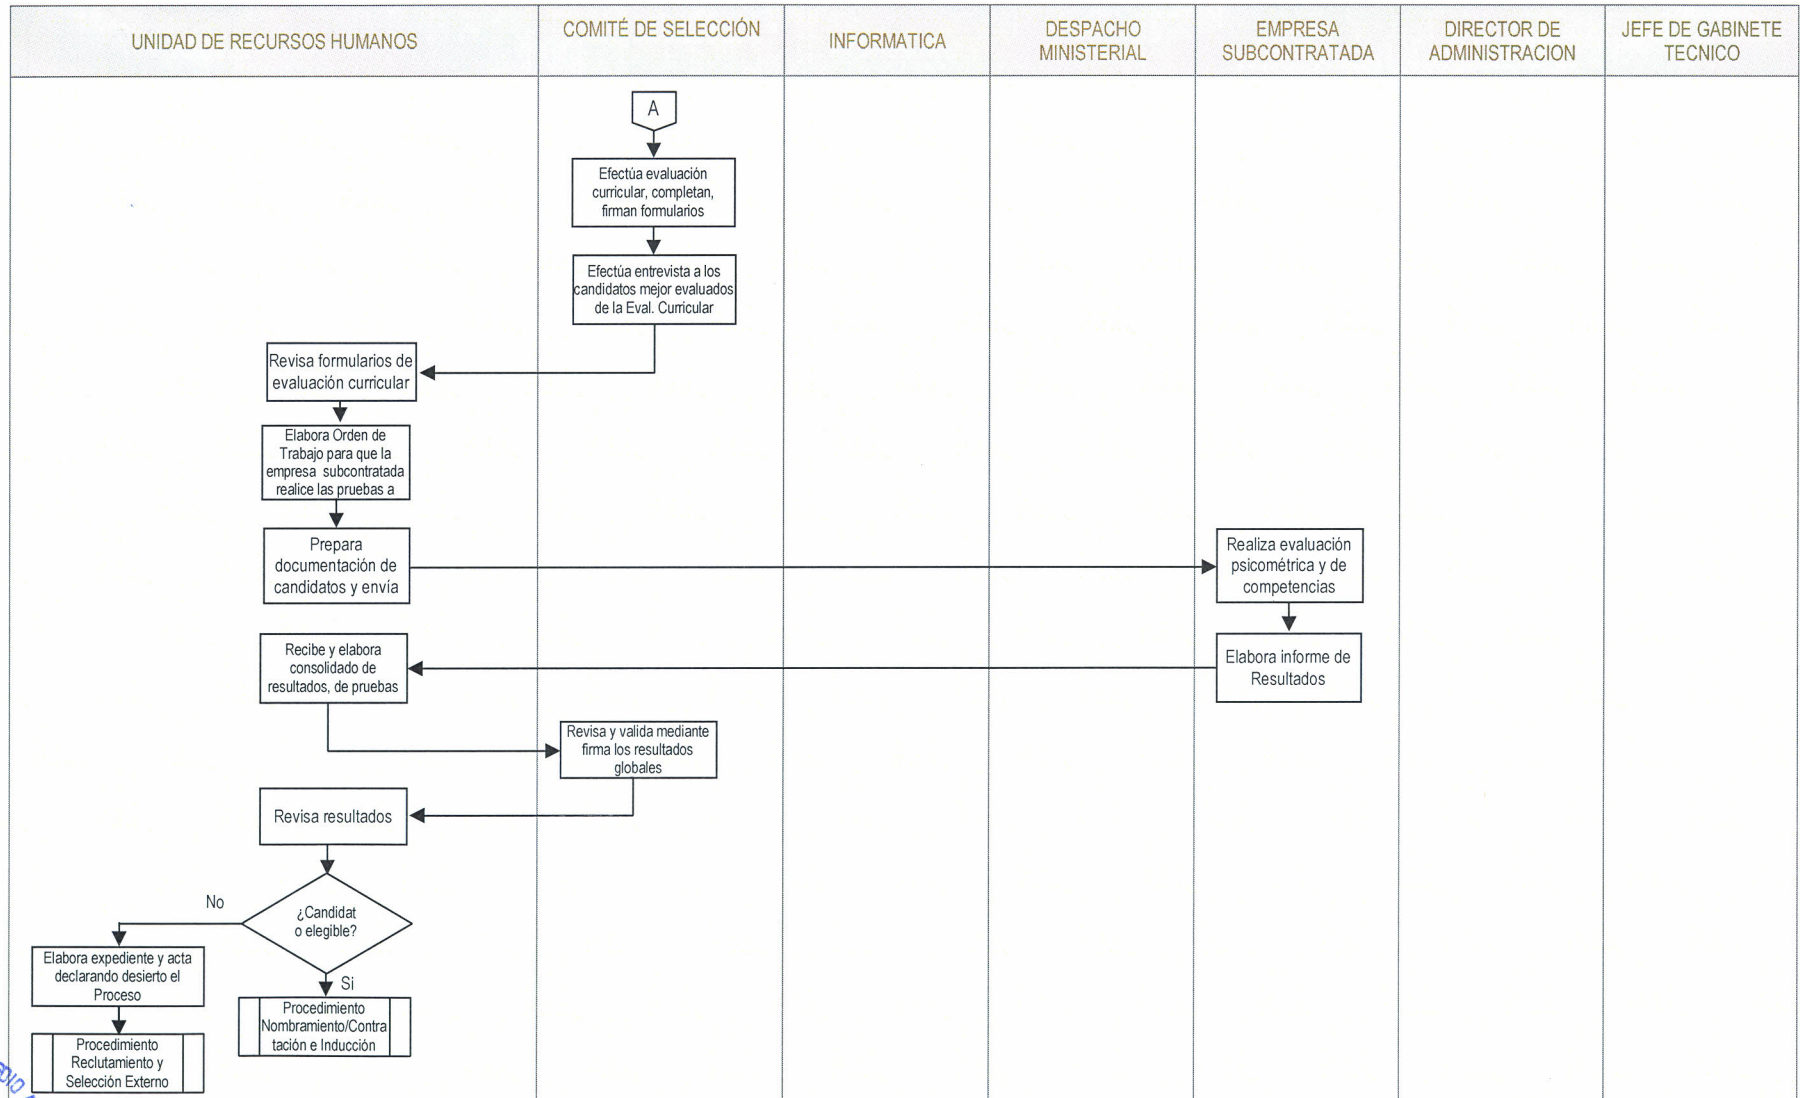 UNIDAD DE RECURSOS HUMANOS
COMITÉ DE SELECCIÓN
INFORMATICA
DESPACHO
MINISTERIAL
EMPRESA
SUBCONTRATADA
DIRECTOR DE
ADMINISTRACION
JEFE DE GABINETE
TECNICO
A
Efectúa evaluación
curricular, completan,
firman formularios
Efectúa entrevista a los
candidatos mejor evaluados
de la Eval. Curricular
Revisa formularios de
evaluación curricular
Elabora Orden de
Trabajo para que la
empresa subcontratada
realice las pruebas a
Prepara
documentación de
candidatos y envía
Realiza evaluación
psicométrica y de
competencias
Elabora informe de
Resultados
Recibe y elabora
consolidado de
resultados, de pruebas
Revisa y valida mediante
firma los resultados
globales
Revisa resultados
¿Candidat
o elegible?
No
Si
Elabora expediente y acta
declarando desierto el
Proceso
Procedimiento
Nombramiento/Contra
tación e Inducción
Procedimiento
Reclutamiento y
Selección Externo